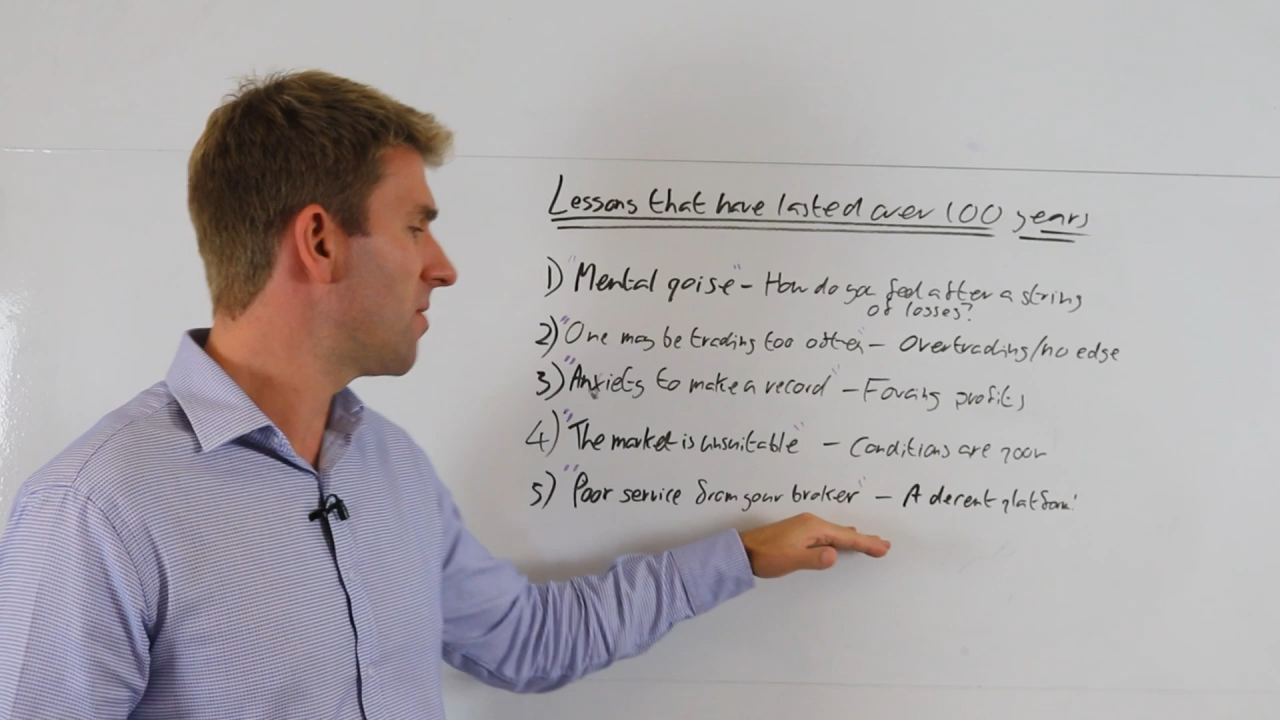 Lessons that have lasted over 100 years
1) "Mental poise" - How do you feel after a string
of losses?
2) "One may be trading too often" - Overtrading/no edge
3) "Anxiety to make a record" - Forcing profits
4) "The market is unsuitable" - Conditions are poor
5) "Poor service from your broker" - A decent platform!